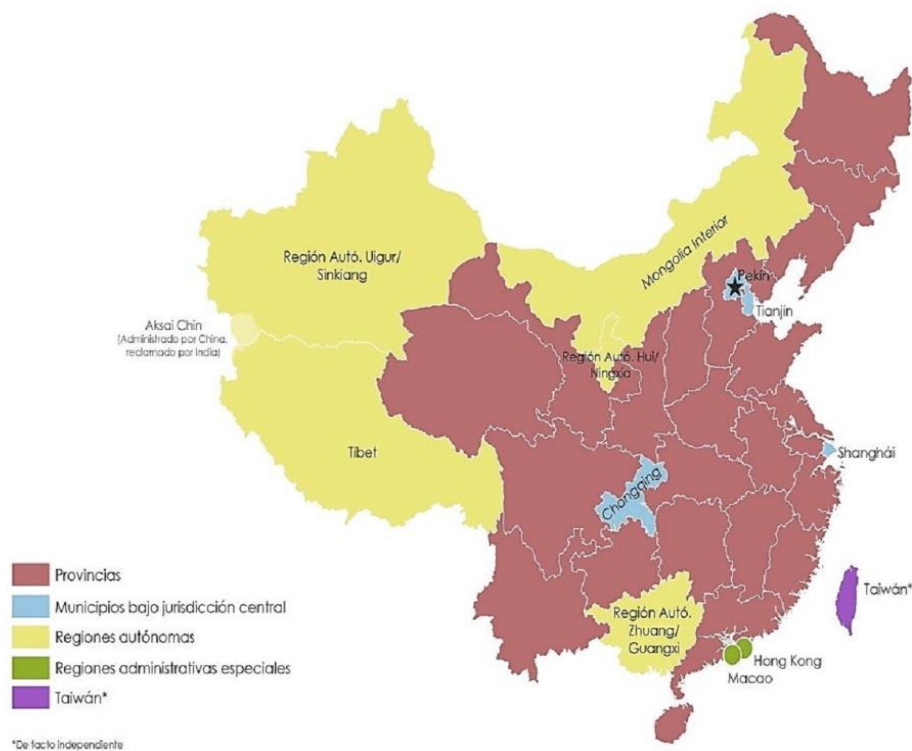 Región Autó. Uigur/
Sinkiang
Mongolia Interior
Pekín
Tianjín
Aksai Chin
(Administrado por China,
reclamado por India)
Región Autó. Hui/
Ningxia
Tíbet
Shanghái
Chongqing
Provincias
Municipios bajo jurisdicción central
Regiones autónomas
Regiones administrativas especiales
Taiwán*
Región Autó.
Zhuang/
Guangxi
Taiwán*
Hong Kong
Macao
*De facto independiente